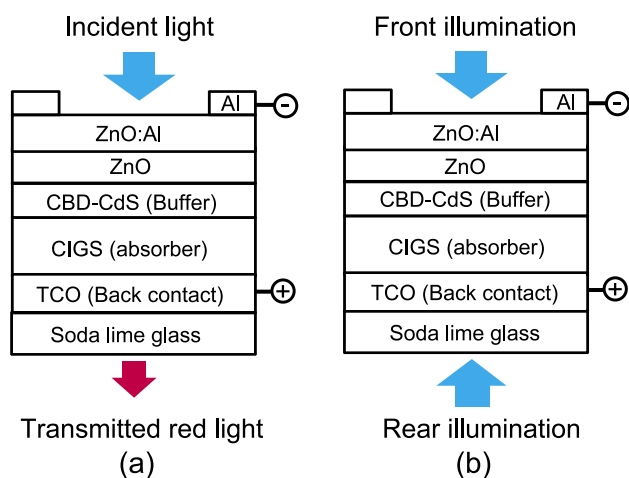 Incident light
Al
-
ZnO:Al
ZnO
CBD-CdS (Buffer)
CIGS (absorber)
TCO (Back contact)
+
Soda lime glass
Transmitted red light
(a)
Front illumination
Al
-
ZnO:Al
ZnO
CBD-CdS (Buffer)
CIGS (absorber)
TCO (Back contact)
+
Soda lime glass
Rear illumination
(b)